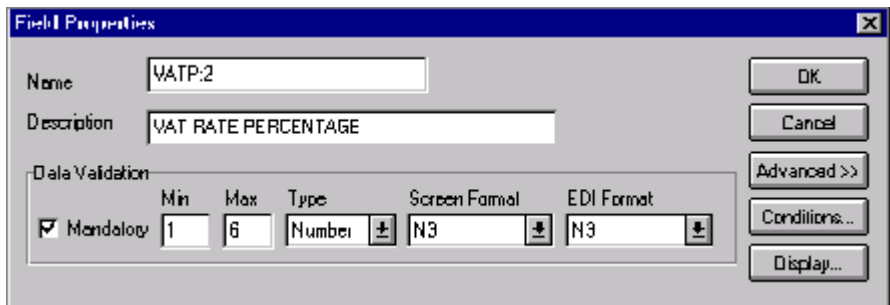 Field Properties
Name VATP:2
OK
Description VAT RATE PERCENTAGE
Cancel
Data Validation
Advanced >>
Min Max Type Screen Format EDI Format
Mandatory 1 6 Number N3 N3
Conditions...
Display...